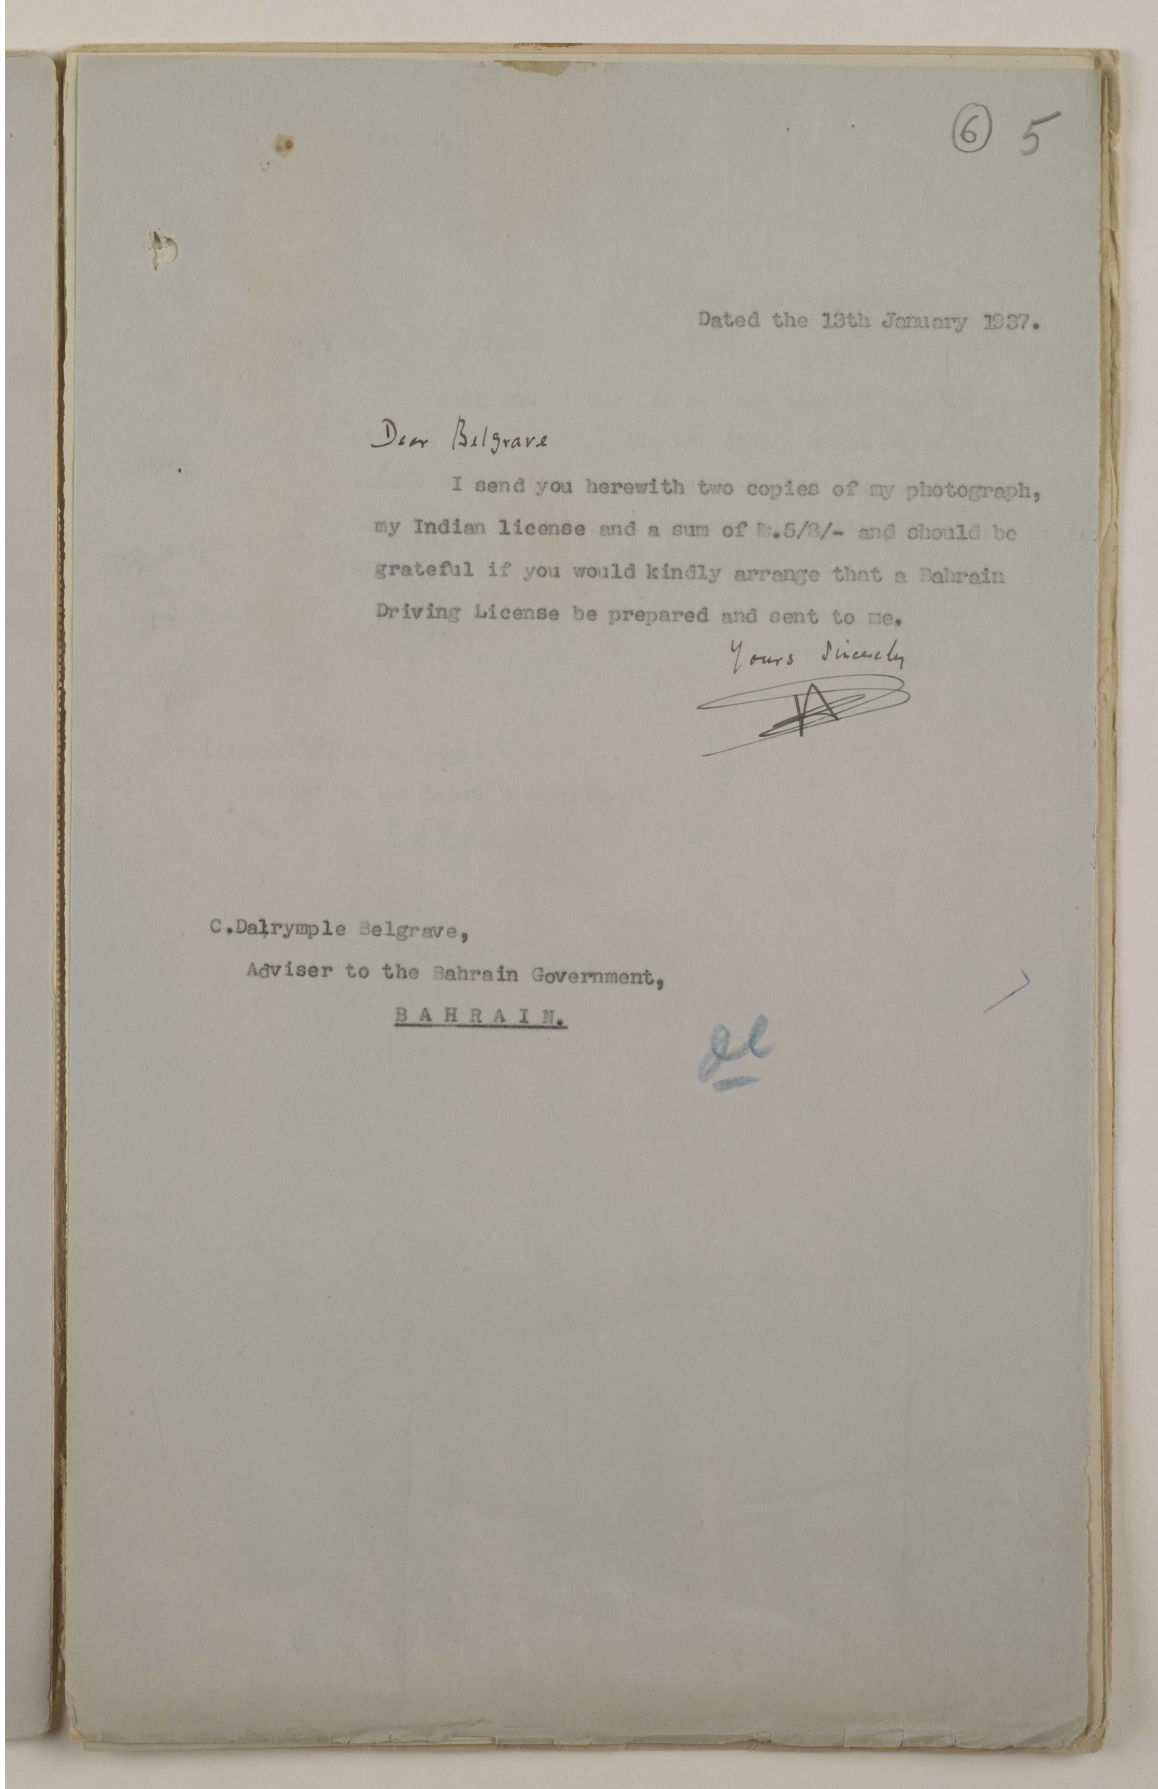 6 5
Dated the 13th January 1937.
Dear Belgrave
I send you herewith two copies of my photograph,
my Indian license and a sum of Rs.5/8/- and should be
grateful if you would kindly arrange that a Bahrain
Driving License be prepared and sent to me.
Yours Sincerely
C.Dalrymple Belgrave,
Adviser to the Bahrain Government,
BAHRAIN.